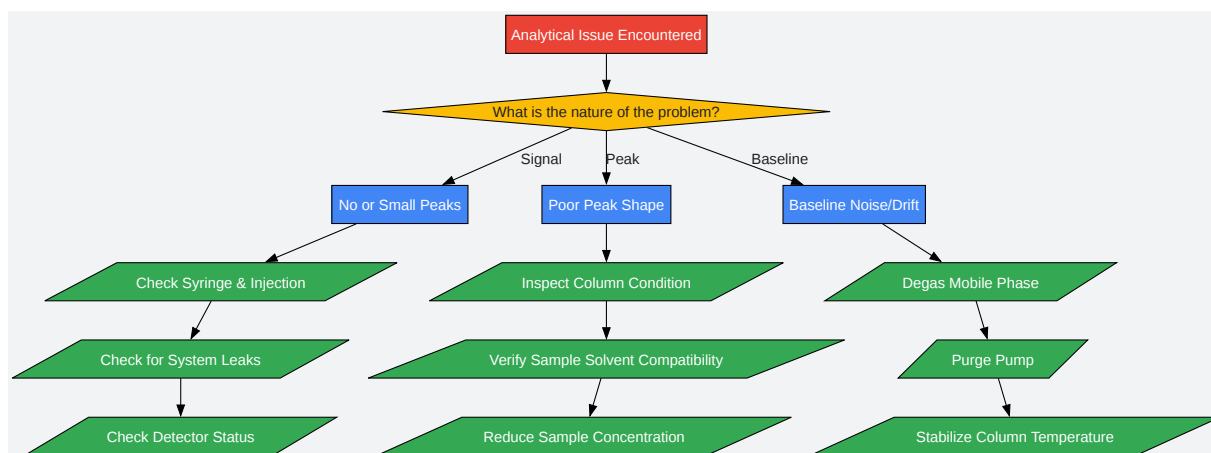 Analytical Issue Encountered
What is the nature of the problem?
Signal
Peak
Baseline
No or Small Peaks
Poor Peak Shape
Baseline Noise/Drift
Check Syringe & Injection
Inspect Column Condition
Degas Mobile Phase
Check for System Leaks
Verify Sample Solvent Compatibility
Purge Pump
Check Detector Status
Reduce Sample Concentration
Stabilize Column Temperature